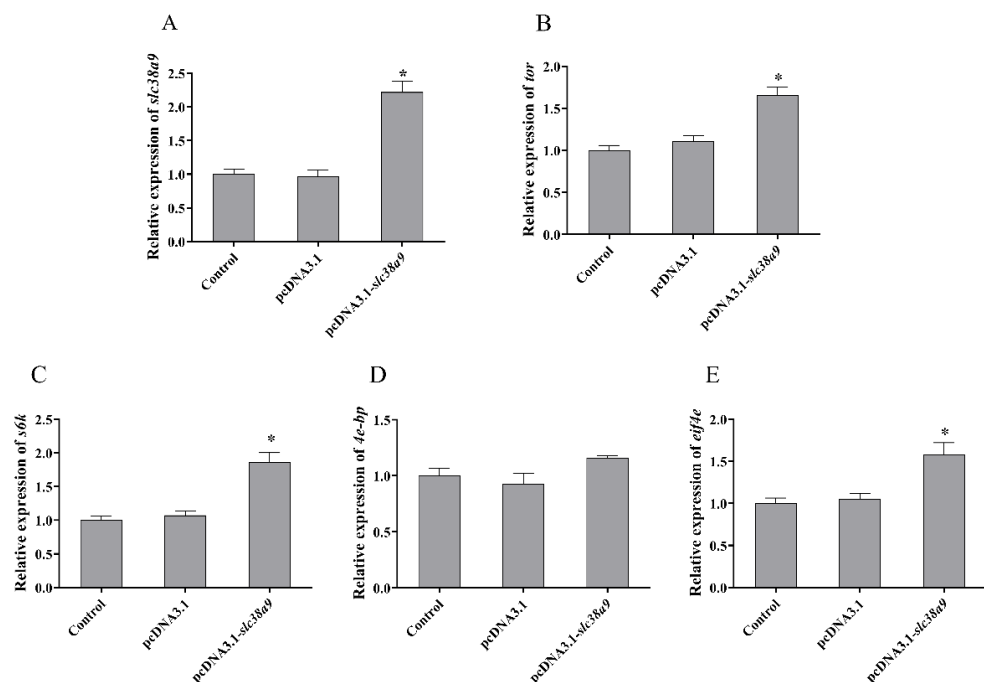 A
Relative expression of slc38a9
2.5
2.0
1.5
1.0
0.5
0.0
*
Control
pcDNA3.1
pcDNA3.1-slc38a9
B
Relative expression of tor
2.0
1.5
1.0
0.5
0.0
*
Control
pcDNA3.1
pcDNA3.1-slc38a9
C
Relative expression of s6k
2.5
2.0
1.5
1.0
0.5
0.0
*
Control
pcDNA3.1
pcDNA3.1-slc38a9
D
Relative expression of 4e-bp
1.5
1.0
0.5
0.0
Control
pcDNA3.1
pcDNA3.1-slc38a9
E
Relative expression of eif4e
2.0
1.5
1.0
0.5
0.0
*
Control
pcDNA3.1
pcDNA3.1-slc38a9